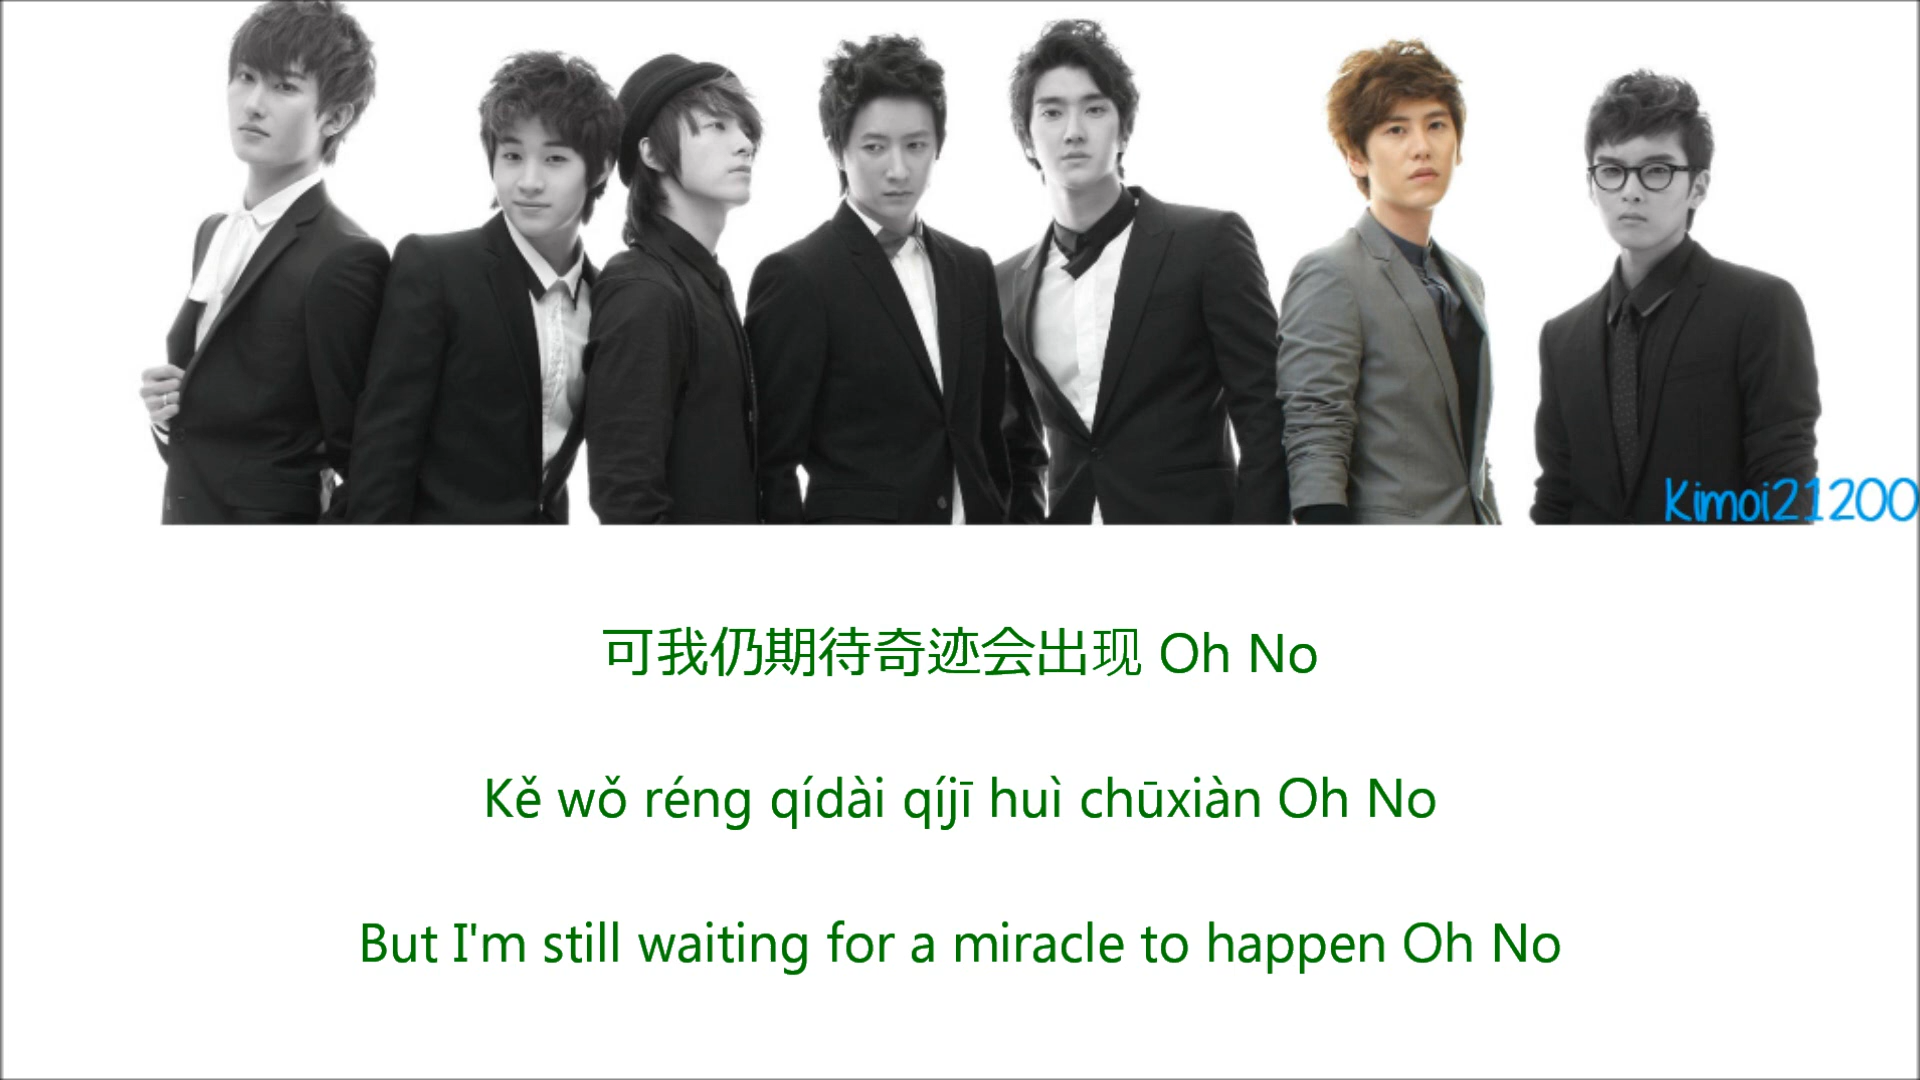 Kimoi21200
可我仍期待奇迹会出现 Oh No
Kě wǒ réng qídài qíjī huì chūxiàn Oh No
But I'm still waiting for a miracle to happen Oh No